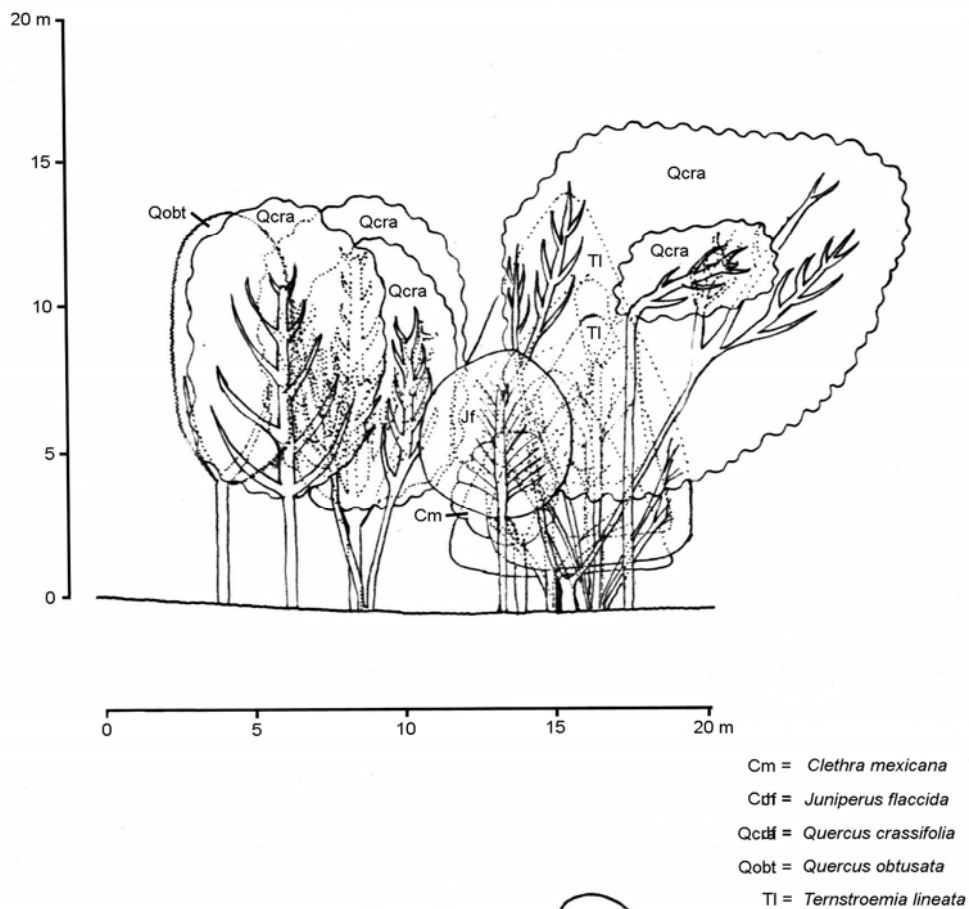 20 m
15
Qcra
Qobt
Qcra
Qcra
Qcra
Tl
Qcra
10
Tl
Jf
5
Cm
0
0 5 10 15 20 m
Cm = Clethra mexicana
= Juniperus flaccida
= Quercus crassifolia
Qobt = Quercus obtusata
Tl = Ternstroemia lineata